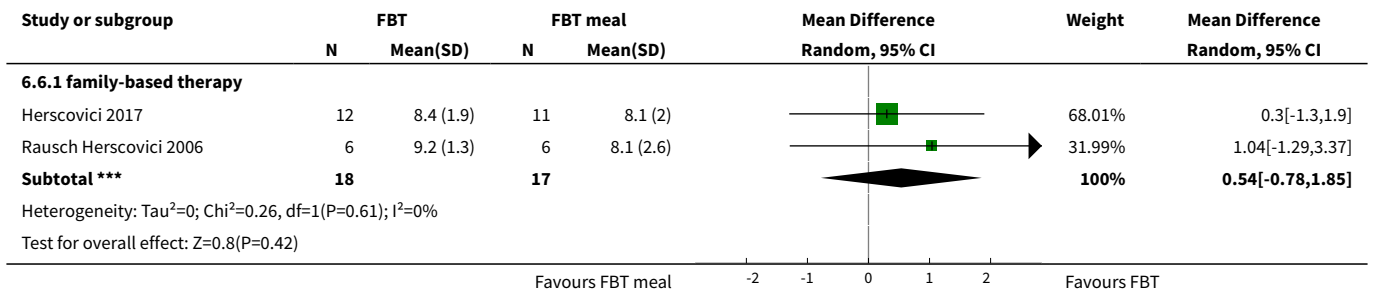 Study or subgroup FBT FBT meal Mean Difference Weight Mean Difference
N Mean(SD) N Mean(SD) Random, 95% CI Random, 95% CI
6.6.1 family-based therapy
Herscovici 2017 12 8.4 (1.9) 11 8.1 (2) 68.01% 0.3[-1.3,1.9]
Rausch Herscovici 2006 6 9.2 (1.3) 6 8.1 (2.6) 31.99% 1.04[-1.29,3.37]
Subtotal *** 18 17 100% 0.54[-0.78,1.85]
Heterogeneity: Tau²=0; Chi²=0.26, df=1(P=0.61); I²=0%
Test for overall effect: Z=0.8(P=0.42)
Favours FBT meal -2 -1 0 1 2 Favours FBT